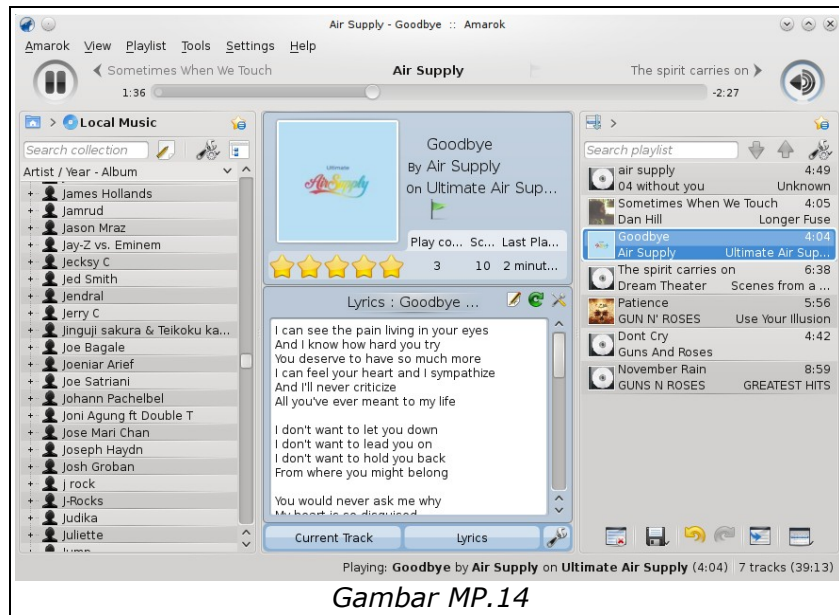 Air Supply - Goodbye :: Amarok
Amarok View Playlist Tools Settings Help
Sometimes When We Touch Air Supply The spirit carries on
1:36 -2:27
Local Music
Search collection
Artist / Year - Album
James Hollands
Jamrud
Jason Mraz
Jay-Z vs. Eminem
Jecksy C
Jed Smith
Jendral
Jerry C
Jinguji sakura & Teikoku ka...
Joe Bagale
Joeniar Arief
Joe Satriani
Johann Pachelbel
Joni Agung ft Double T
Jose Mari Chan
Joseph Haydn
Josh Groban
j rock
J-Rocks
Judika
Juliette
Ultimate
Air Supply
Goodbye
By Air Supply
on Ultimate Air Sup...
Play co... Sc... Last Pla...
3 10 2 minut...
Lyrics : Goodbye ...
I can see the pain living in your eyes
And I know how hard you try
You deserve to have so much more
I can feel your heart and I sympathize
And I'll never criticize
All you've ever meant to my life
I don't want to let you down
I don't want to lead you on
I don't want to hold you back
From where you might belong
You would never ask me why
My heart is so disguised
Current Track Lyrics
Search playlist
air supply 4:49
04 without you Unknown
Sometimes When We Touch 4:05
Dan Hill Longer Fuse
Goodbye 4:04
Air Supply Ultimate Air Sup...
The spirit carries on 6:38
Dream Theater Scenes from a ...
Patience 5:56
GUN N' ROSES Use Your Illusion
Dont Cry 4:42
Guns And Roses
November Rain 8:59
GUNS N ROSES GREATEST HITS
Playing: Goodbye by Air Supply on Ultimate Air Supply (4:04) 7 tracks (39:13)
Gambar MP.14